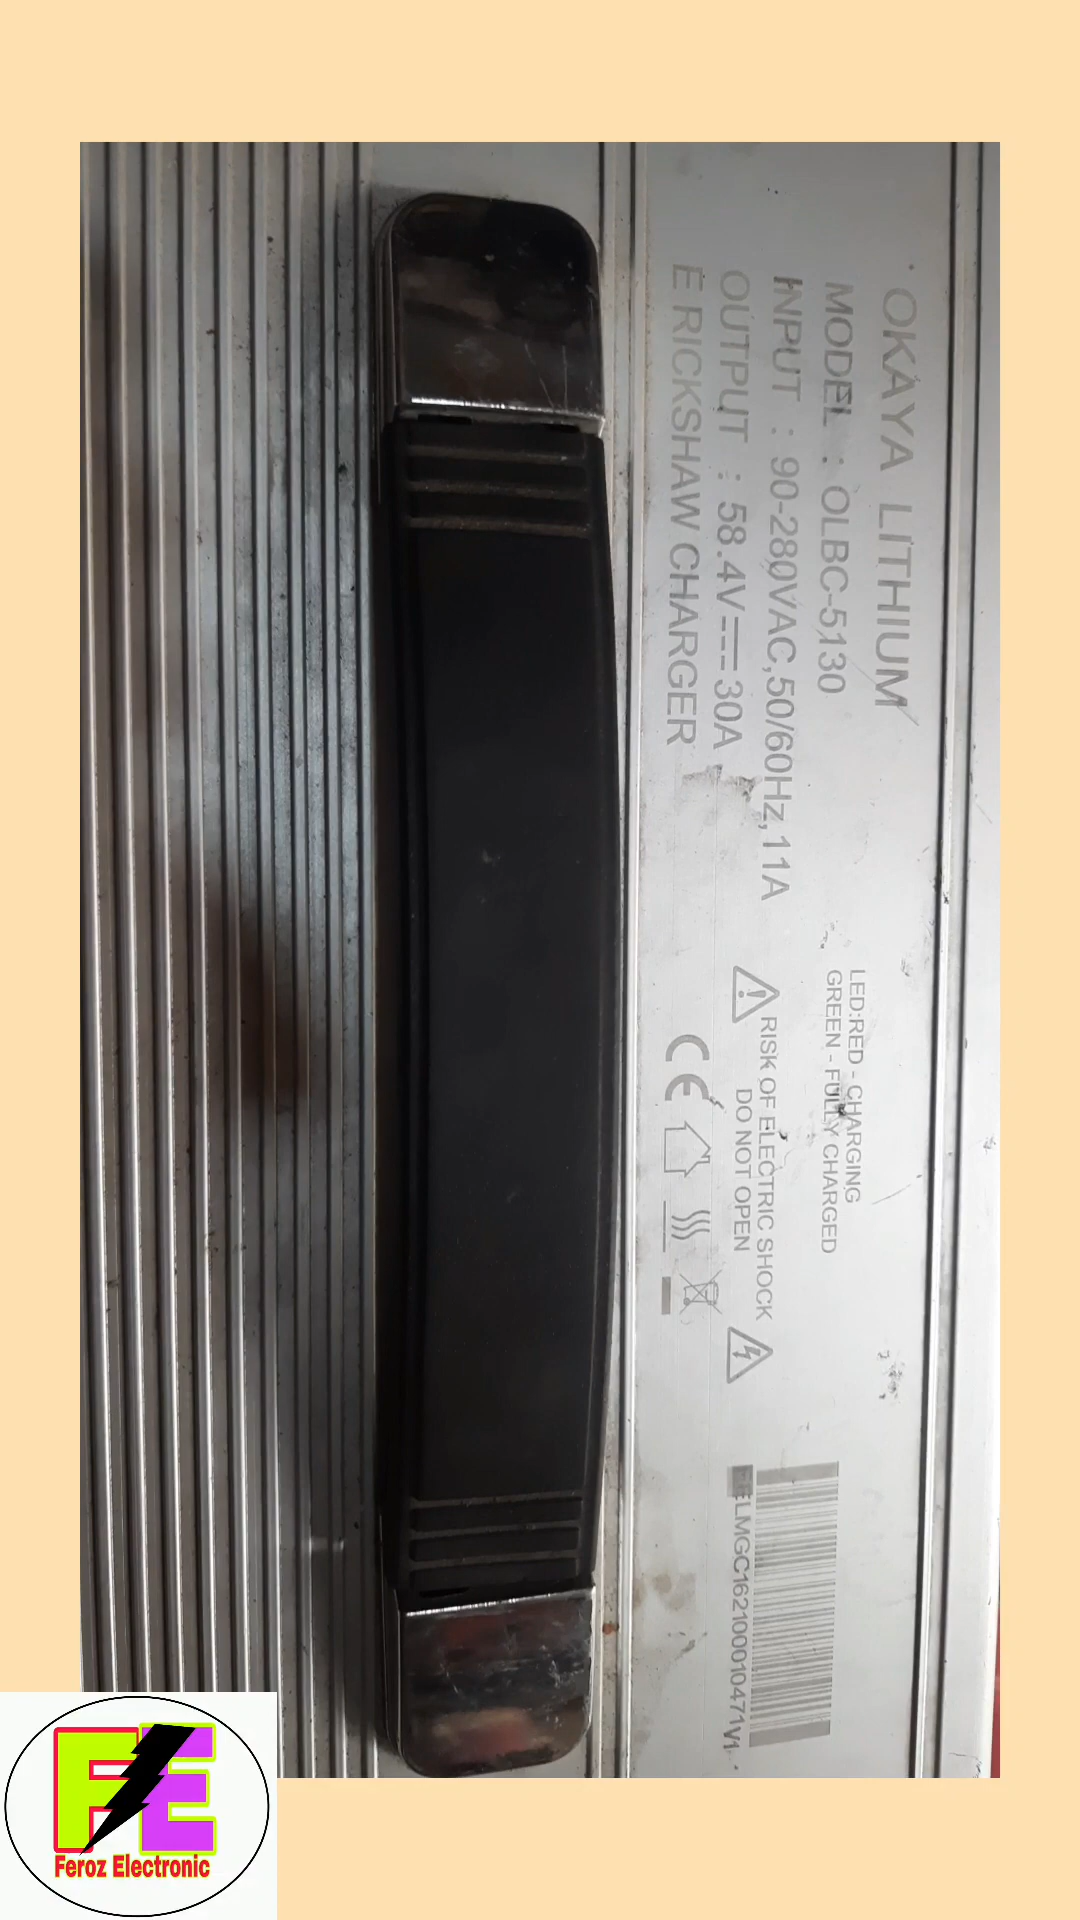 OKAYA LITHIUM
MODEL : OLBC-5130
INPUT : 90-280VAC,50/60Hz,11A
OUTPUT : 58.4V⎓30A
E RICKSHAW CHARGER
LED:RED - CHARGING
GREEN - FULLY CHARGED
RISK OF ELECTRIC SHOCK
DO NOT OPEN
CE
FE
Feroz Electronic